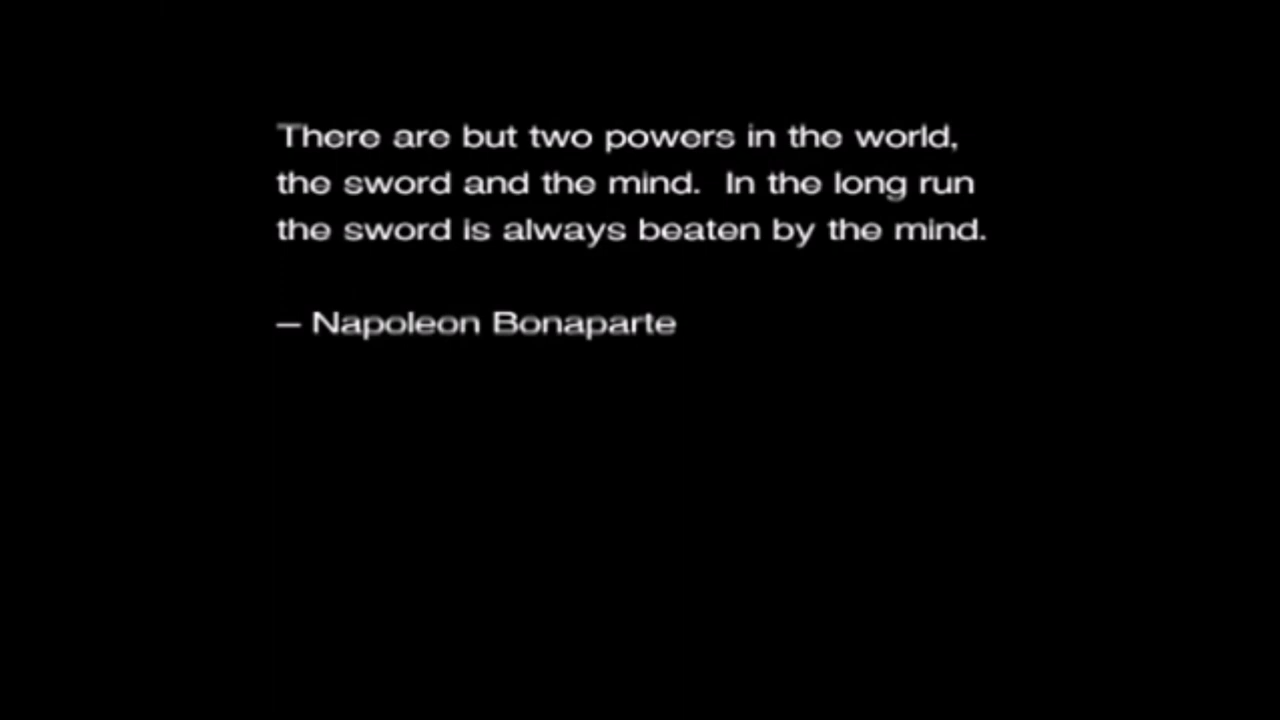 There are but two powers in the world,
the sword and the mind.  In the long run
the sword is always beaten by the mind.
– Napoleon Bonaparte